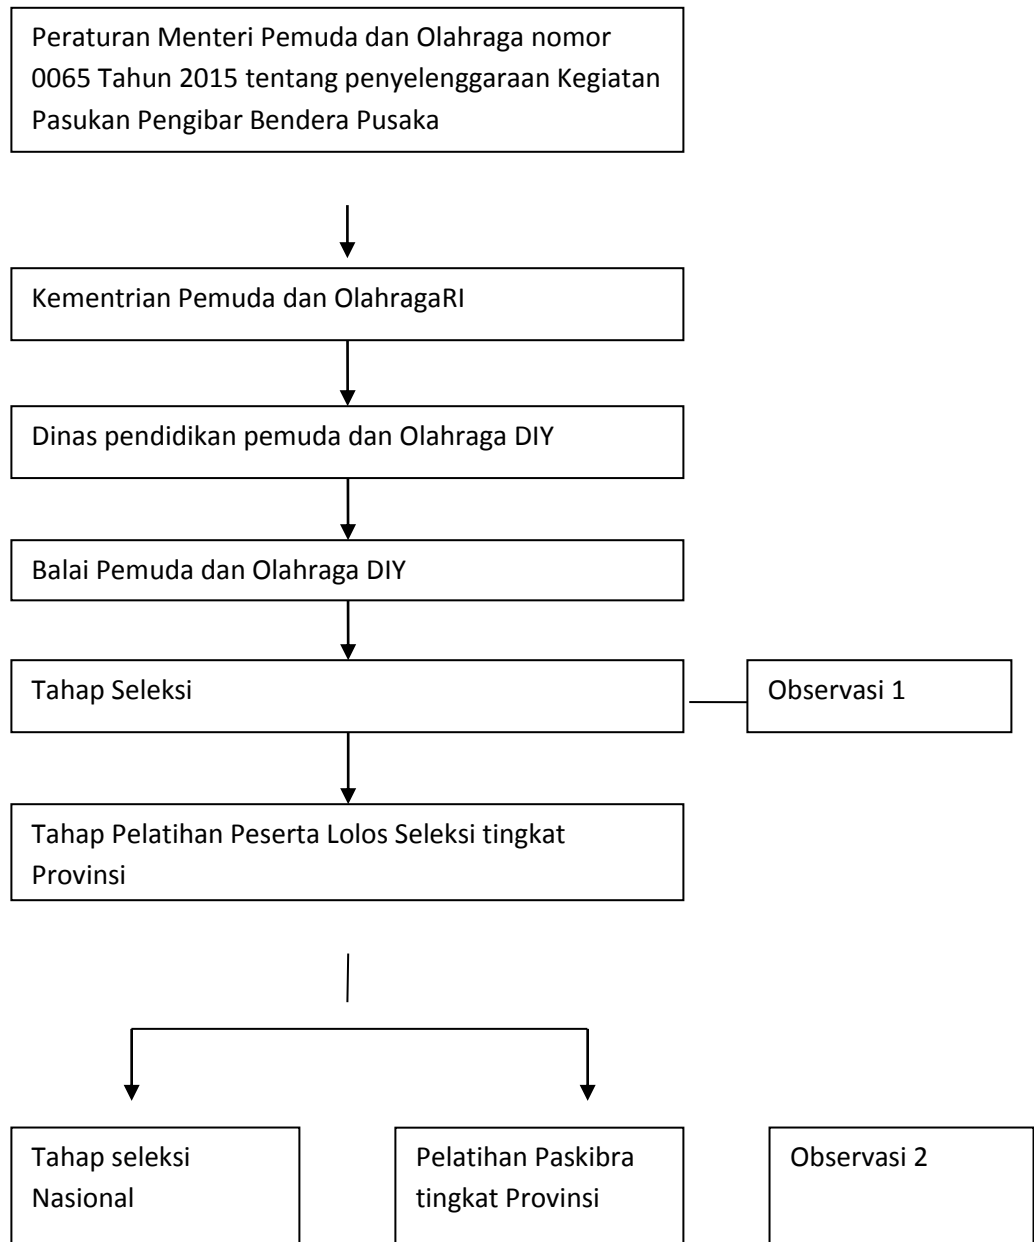 Peraturan Menteri Pemuda dan Olahraga nomor
0065 Tahun 2015 tentang penyelenggaraan Kegiatan
Pasukan Pengibar Bendera Pusaka
Kementrian Pemuda dan OlahragaRI
Dinas pendidikan pemuda dan Olahraga DIY
Balai Pemuda dan Olahraga DIY
Tahap Seleksi
Observasi 1
Tahap Pelatihan Peserta Lolos Seleksi tingkat
Provinsi
Tahap seleksi
Nasional
Pelatihan Paskibra
tingkat Provinsi
Observasi 2